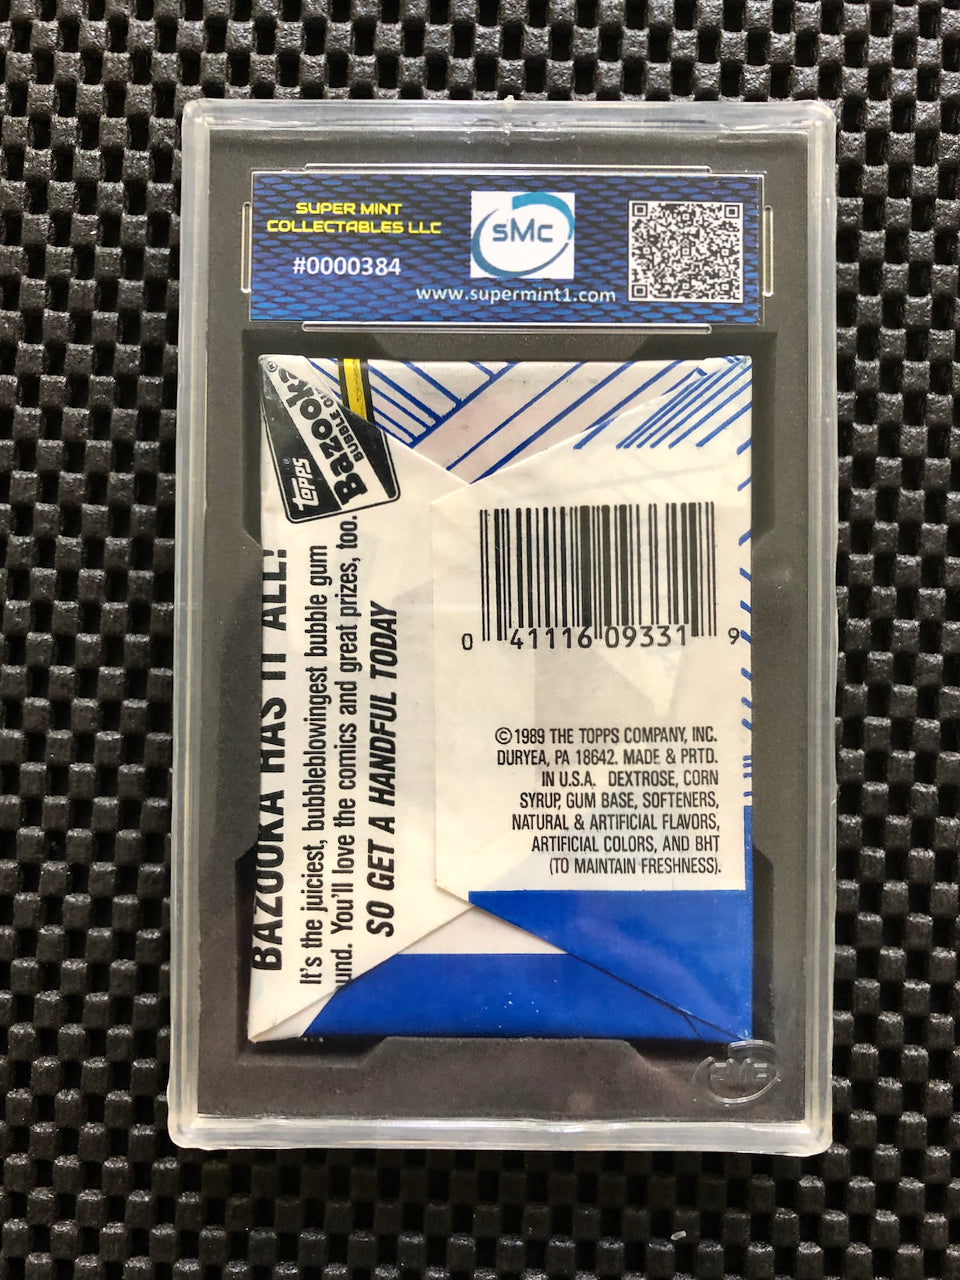 SUPER MINT
COLLECTABLES LLC
#0000384
sMc
www.supermint1.com
TOPPS®
Bazooka®
BUBBLE GUM
BAZOOKA HAS IT ALL!
It's the juiciest, bubbleblowingest bubble gum
und. You'll love the comics and great prizes, too.
SO GET A HANDFUL TODAY
0 41116 09331 9
©1989 THE TOPPS COMPANY, INC.
DURYEA, PA 18642. MADE & PRTD.
IN U.S.A. DEXTROSE, CORN
SYRUP, GUM BASE, SOFTENERS,
NATURAL & ARTIFICIAL FLAVORS,
ARTIFICIAL COLORS, AND BHT
(TO MAINTAIN FRESHNESS).